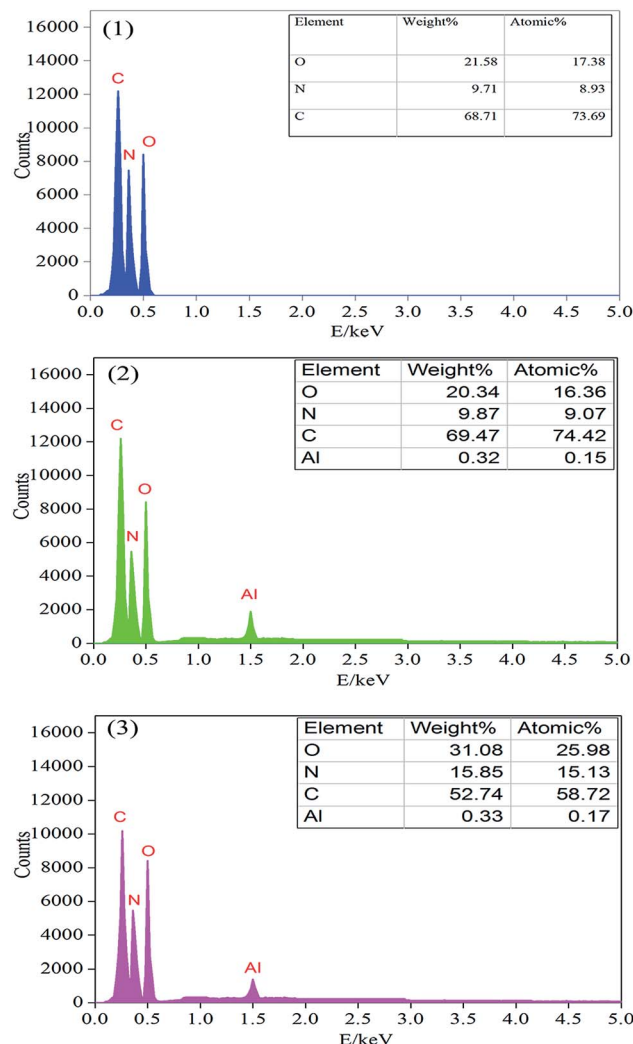 (1)
Element Weight% Atomic%
O 21.58 17.38
N 9.71 8.93
C 68.71 73.69
16000
14000
12000
10000
8000
6000
4000
2000
0
Counts
C
N
O
0.0 0.5 1.0 1.5 2.0 2.5 3.0 3.5 4.0 4.5 5.0
E/keV
(2)
Element Weight% Atomic%
O 20.34 16.36
N 9.87 9.07
C 69.47 74.42
Al 0.32 0.15
16000
14000
12000
10000
8000
6000
4000
2000
0
Counts
C
N
O
Al
0.0 0.5 1.0 1.5 2.0 2.5 3.0 3.5 4.0 4.5 5.0
E/keV
(3)
Element Weight% Atomic%
O 31.08 25.98
N 15.85 15.13
C 52.74 58.72
Al 0.33 0.17
16000
14000
12000
10000
8000
6000
4000
2000
0
Counts
C
N
O
Al
0.0 0.5 1.0 1.5 2.0 2.5 3.0 3.5 4.0 4.5 5.0
E/keV